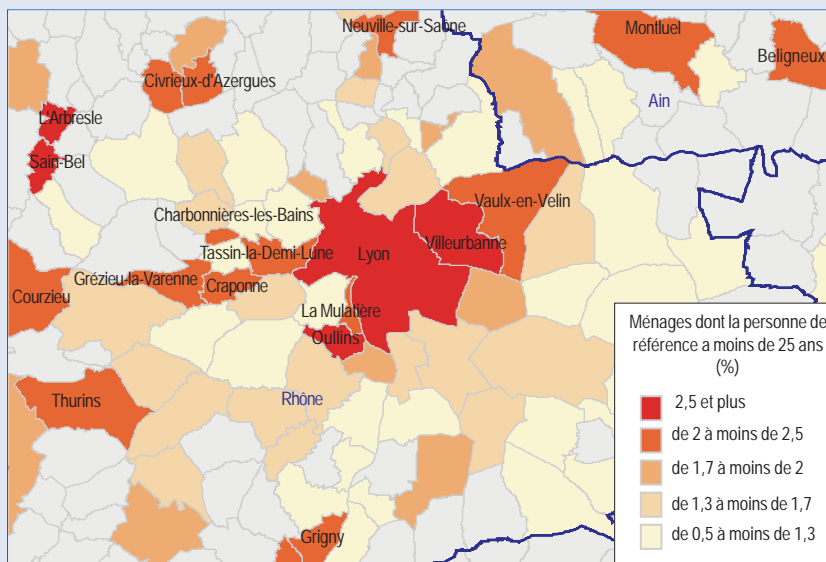 Neuville-sur-Saône
Montluel
Beligneux
Civrieux-d'Azergues
Ain
L'Arbresle
Sain-Bel
Vaulx-en-Velin
Charbonnières-les-Bains
Villeurbanne
Tassin-la-Demi-Lune
Lyon
Grézieu-la-Varenne
Craponne
Courzieu
La Mulatière
Oullins
Thurins
Rhône
Grigny
Ménages dont la personne de
référence a moins de 25 ans
(%)
2,5 et plus
de 2 à moins de 2,5
de 1,7 à moins de 2
de 1,3 à moins de 1,7
de 0,5 à moins de 1,3